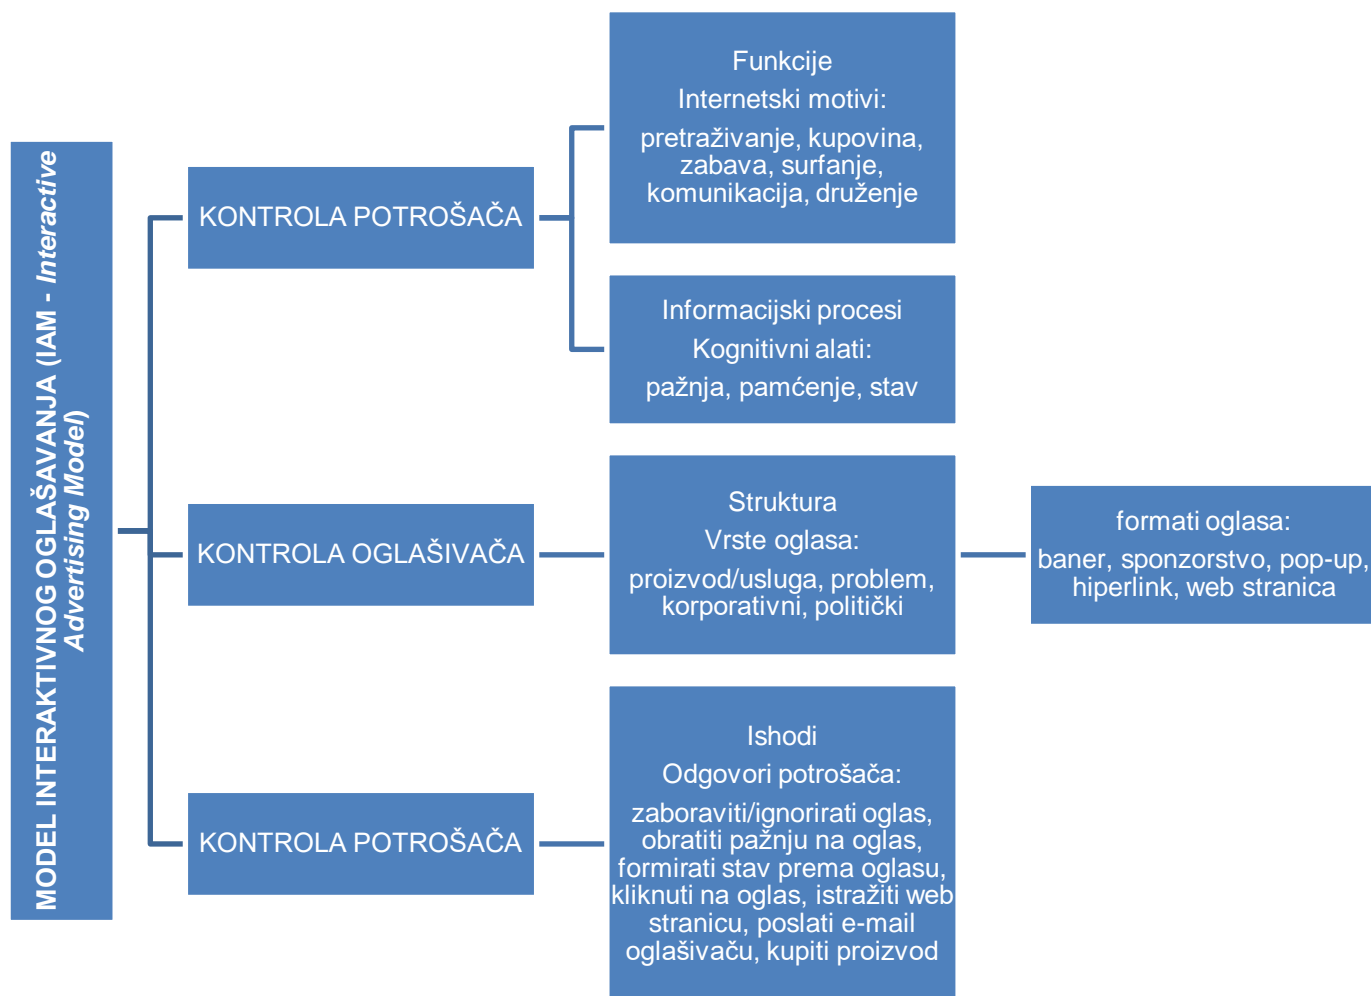 MODEL INTERAKTIVNOG OGLAŠAVANJA (IAM - Interactive
Advertising Model)
KONTROLA POTROŠAČA
Funkcije
Internetski motivi:
pretraživanje, kupovina,
zabava, surfanje,
komunikacija, druženje
Informacijski procesi
Kognitivni alati:
pažnja, pamćenje, stav
KONTROLA OGLAŠIVAČA
Struktura
Vrste oglasa:
proizvod/usluga, problem,
korporativni, politički
formati oglasa:
baner, sponzorstvo, pop-up,
hiperlink, web stranica
KONTROLA POTROŠAČA
Ishodi
Odgovori potrošača:
zaboraviti/ignorirati oglas,
obratiti pažnju na oglas,
formirati stav prema oglasu,
kliknuti na oglas, istražiti web
stranicu, poslati e-mail
oglašivaču, kupiti proizvod